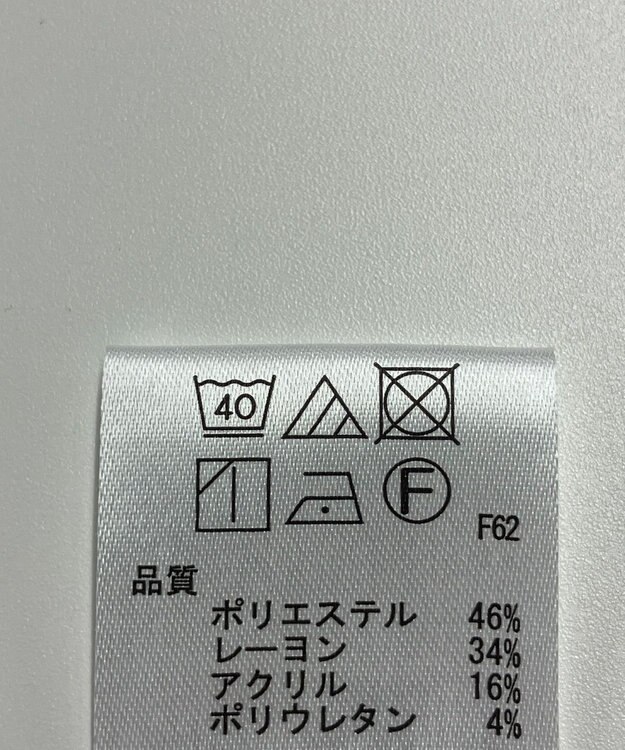 40
F
F62
品質
ポリエステル 46%
レーヨン 34%
アクリル 16%
ポリウレタン 4%